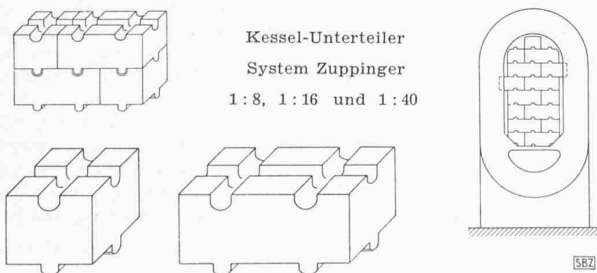 Kessel-Unterteiler
System Zuppinger
1:8, 1:16 und 1:40
SBZ